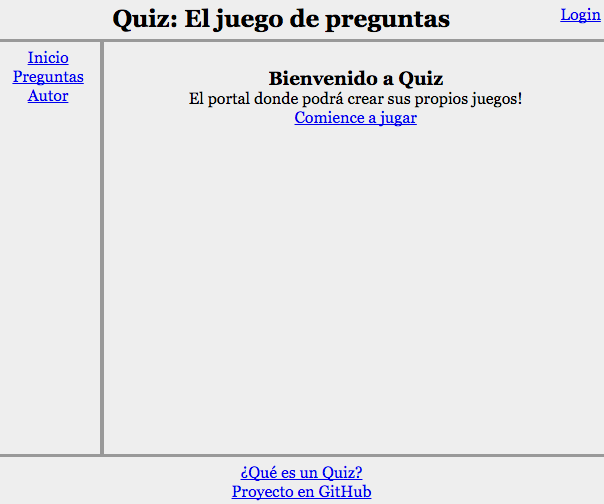 Quiz: El juego de preguntas
Login
Inicio
Preguntas
Autor
Bienvenido a Quiz
El portal donde podrá crear sus propios juegos!
Comience a jugar
¿Qué es un Quiz?
Proyecto en GitHub